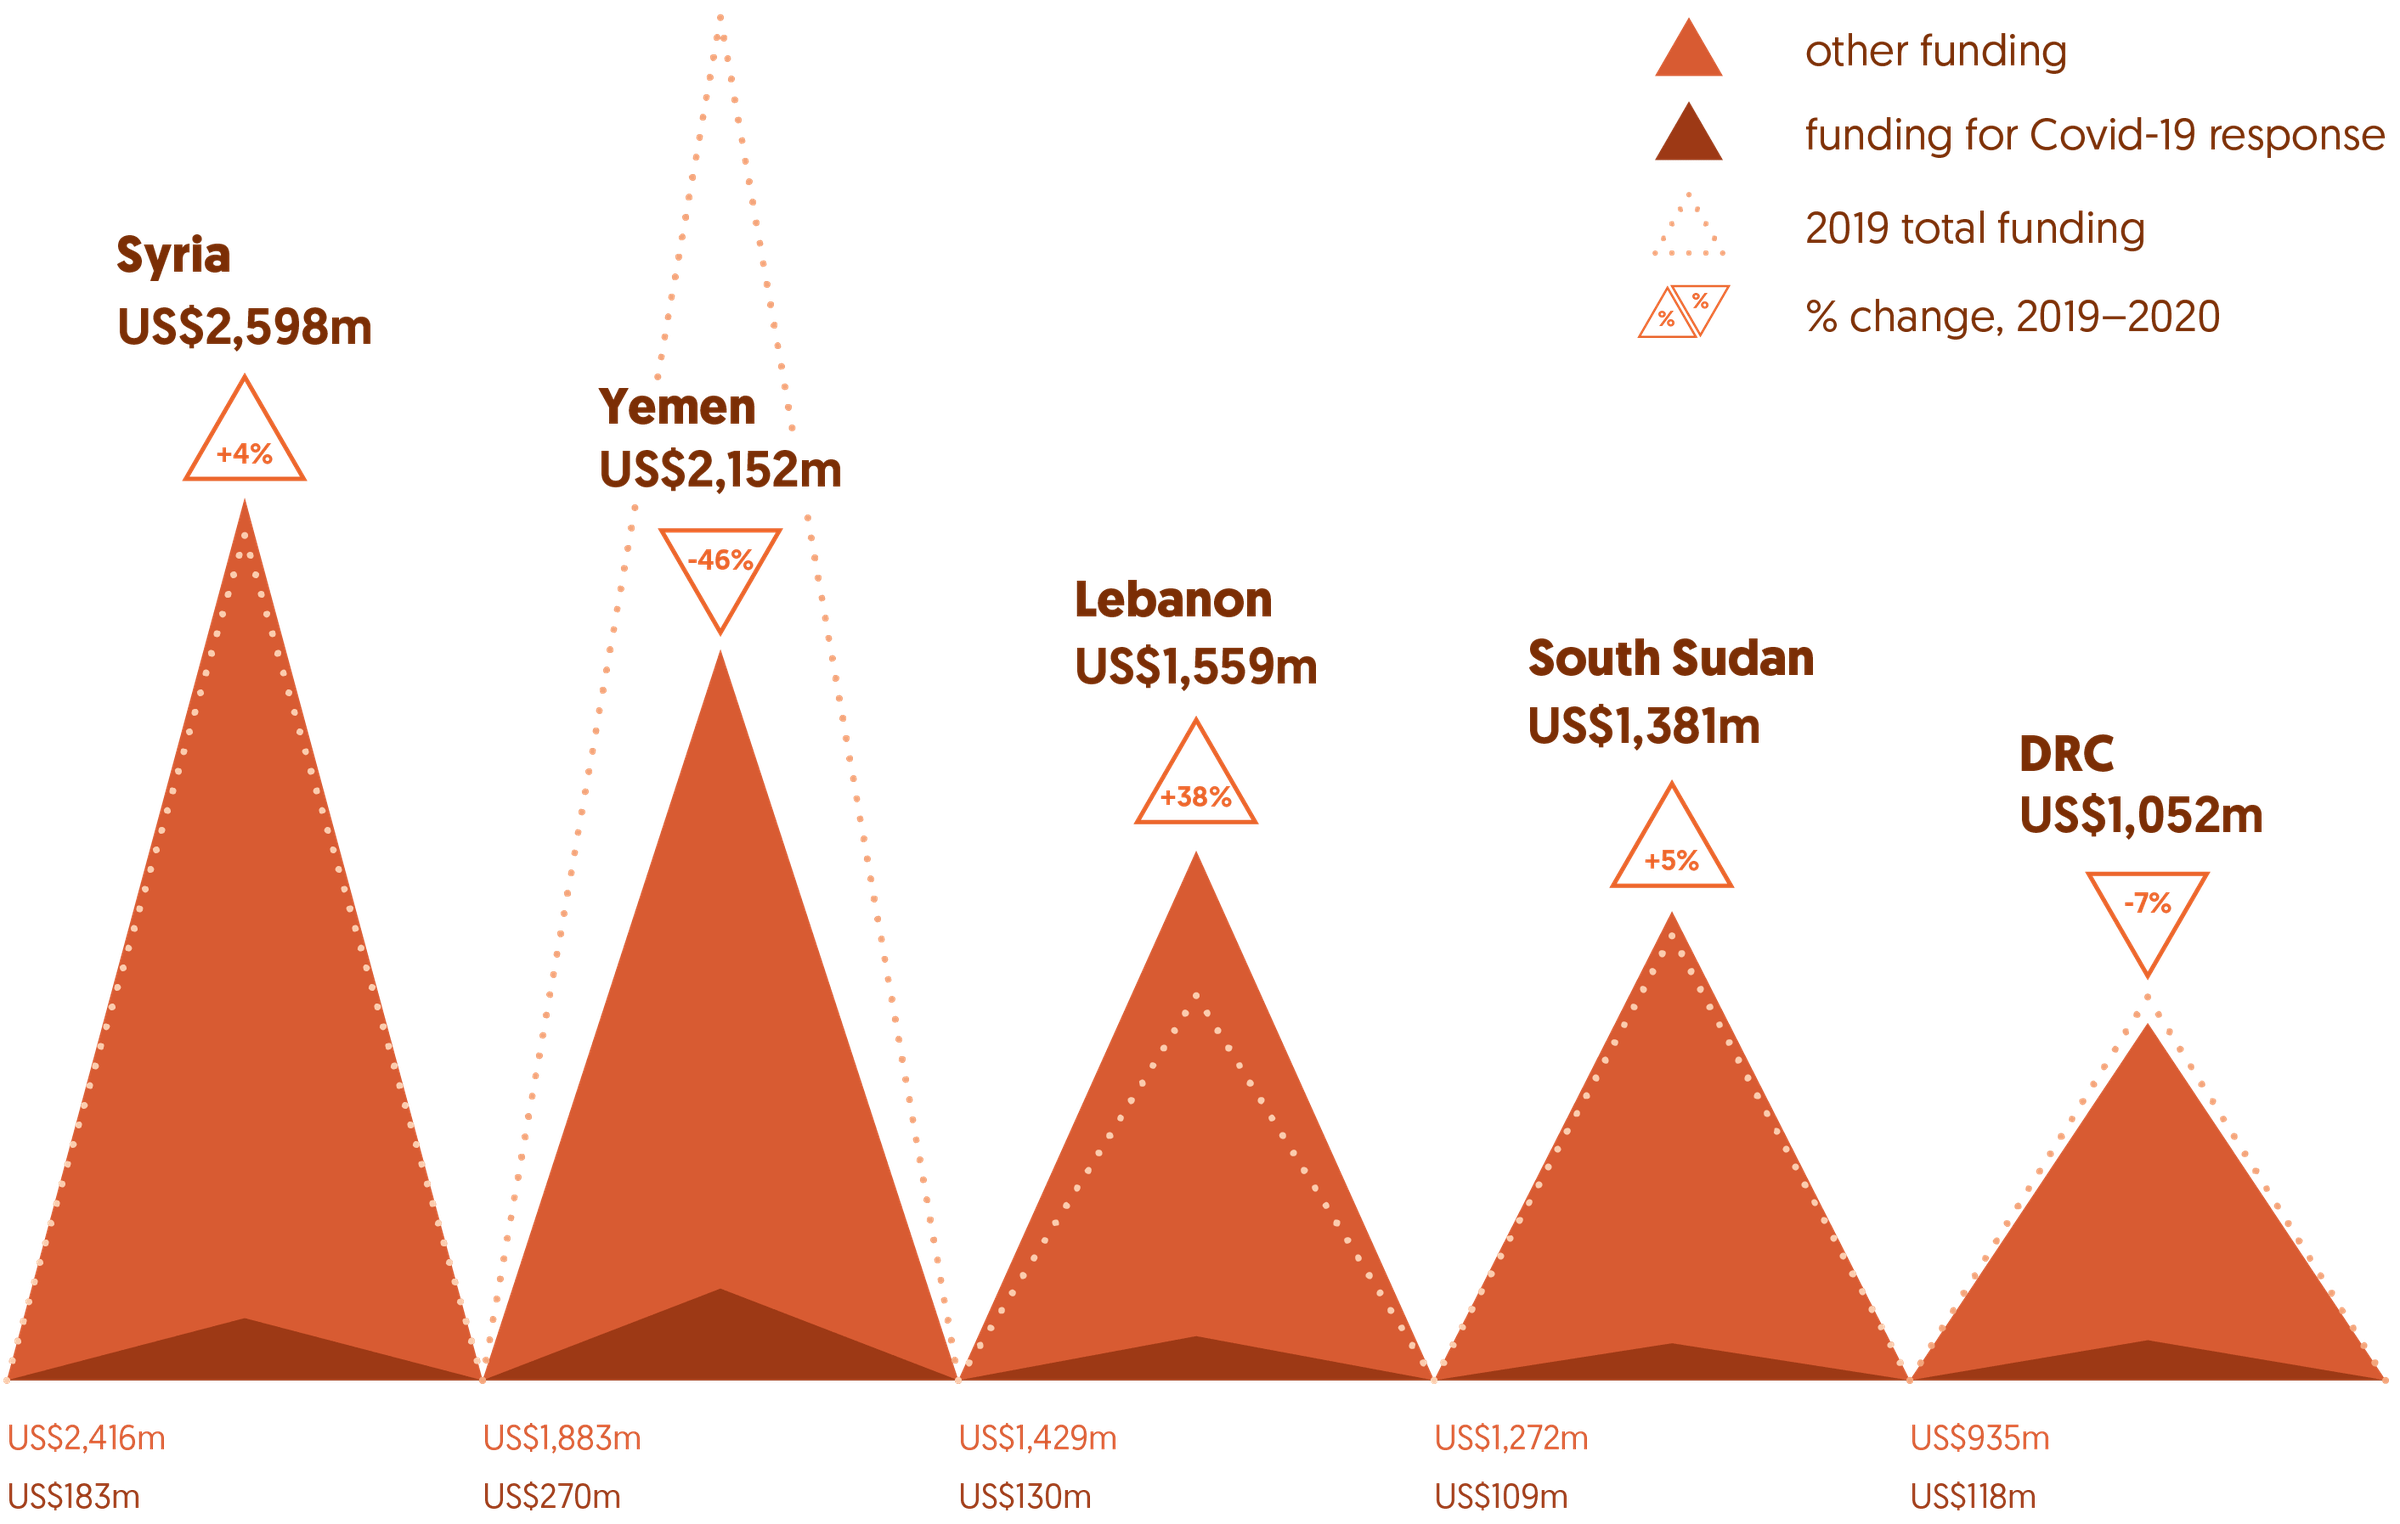 other funding
funding for Covid-19 response
2019 total funding
%
%
% change, 2019–2020
Syria
US$2,598m
+4%
Yemen
US$2,152m
-46%
Lebanon
US$1,559m
+38%
South Sudan
US$1,381m
+5%
DRC
US$1,052m
-7%
US$2,416m
US$183m
US$1,883m
US$270m
US$1,429m
US$130m
US$1,272m
US$109m
US$935m
US$118m